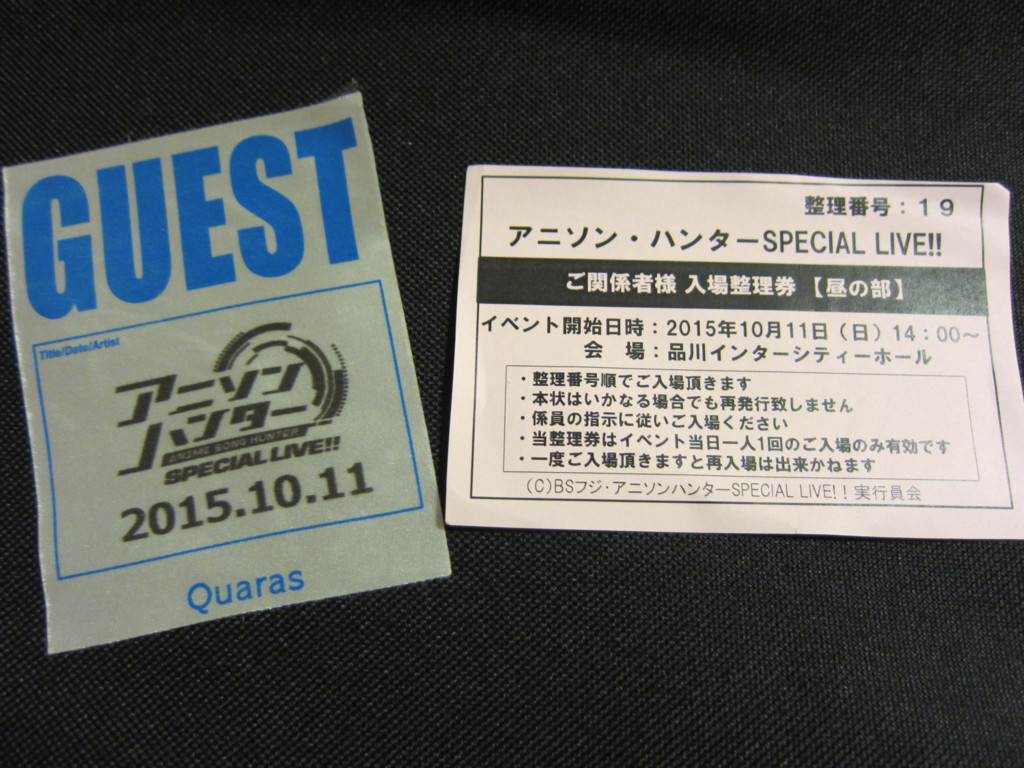 GUEST
Title/Date/Artist
アニソン
ハンター
ANIME SONG HUNTER
SPECIAL LIVE!!
2015.10.11
Quaras
整理番号：１９
アニソン・ハンターSPECIAL LIVE!!
ご関係者様 入場整理券 【昼の部】
イベント開始日時：2015年10月11日（日）14：00～
会　場：品川インターシティーホール
・整理番号順でご入場頂きます
・本状はいかなる場合でも再発行致しません
・係員の指示に従いご入場ください
・当整理券はイベント当日一人1回のご入場のみ有効です
・一度ご入場頂きますと再入場は出来かねます
（C)BSフジ・アニソンハンターSPECIAL LIVE!！実行員会